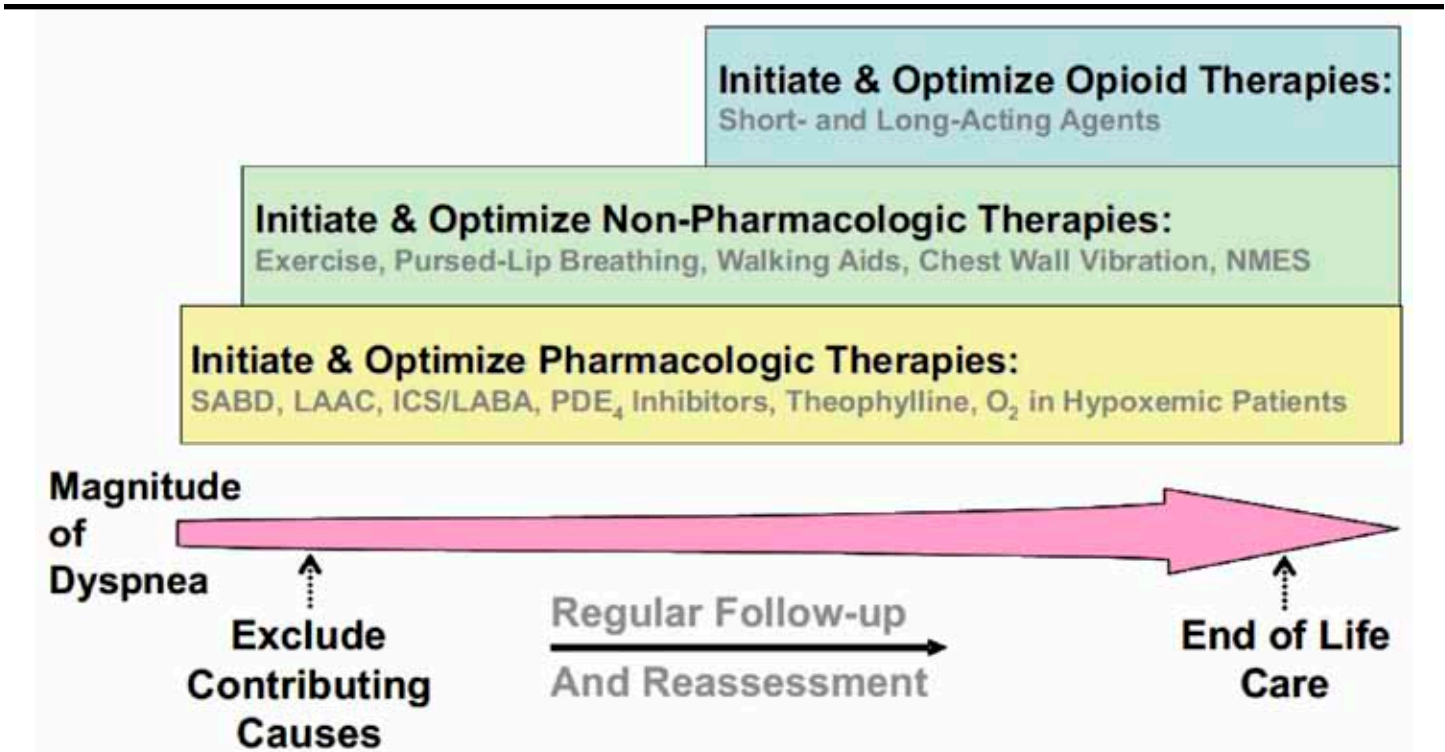 Initiate & Optimize Opioid Therapies:
Short- and Long-Acting Agents
Initiate & Optimize Non-Pharmacologic Therapies:
Exercise, Pursed-Lip Breathing, Walking Aids, Chest Wall Vibration, NMES
Initiate & Optimize Pharmacologic Therapies:
SABD, LAAC, ICS/LABA, PDE₄ Inhibitors, Theophylline, O₂ in Hypoxemic Patients
Magnitude
of
Dyspnea
Exclude
Contributing
Causes
Regular Follow-up
And Reassessment
End of Life
Care